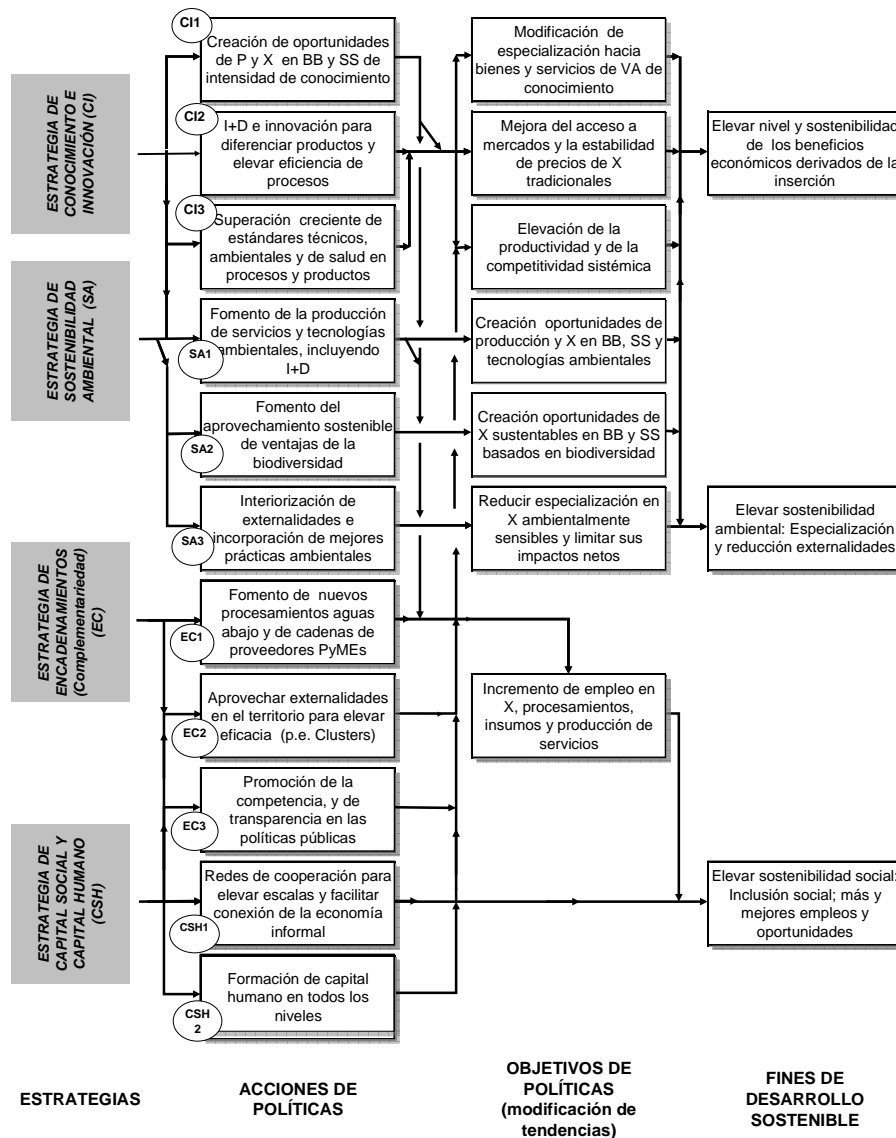 ESTRATEGIA DE
CONOCIMIENTO E
INNOVACIÓN (CI)
ESTRATEGIA DE
SOSTENIBILIDAD
AMBIENTAL (SA)
ESTRATEGIA DE
ENCADENAMIENTOS
(Complementariedad)
(EC)
ESTRATEGIA DE
CAPITAL SOCIAL Y
CAPITAL HUMANO
(CSH)
CI1
Creación de oportunidades
de P y X en BB y SS de
intensidad de conocimiento
CI2
I+D e innovación para
diferenciar productos y
elevar eficiencia de
procesos
CI3
Superación creciente de
estándares técnicos,
ambientales y de salud en
procesos y productos
Fomento de la producción
de servicios y tecnologías
ambientales, incluyendo
I+D
SA1
Fomento del
aprovechamiento sostenible
de ventajas de la
biodiversidad
SA2
Interiorización de
externalidades e
incorporación de mejores
prácticas ambientales
SA3
Fomento de nuevos
procesamientos aguas
abajo y de cadenas de
proveedores PyMEs
EC1
Aprovechar externalidades
en el territorio para elevar
eficacia (p.e. Clusters)
EC2
Promoción de la
competencia, y de
transparencia en las
políticas públicas
EC3
Redes de cooperación para
elevar escalas y facilitar
conexión de la economía
informal
CSH1
Formación de capital
humano en todos los
niveles
CSH
2
Modificación de
especialización hacia
bienes y servicios de VA de
conocimiento
Mejora del acceso a
mercados y la estabilidad
de precios de X
tradicionales
Elevación de la
productividad y de la
competitividad sistémica
Creación oportunidades de
producción y X en BB, SS y
tecnologías ambientales
Creación oportunidades de
X sustentables en BB y SS
basados en biodiversidad
Reducir especialización en
X ambientalmente
sensibles y limitar sus
impactos netos
Incremento de empleo en
X, procesamientos,
insumos y producción de
servicios
Elevar nivel y sostenibilidad
de los beneficios
económicos derivados de la
inserción
Elevar sostenibilidad
ambiental: Especialización
y reducción externalidades
Elevar sostenibilidad social:
Inclusión social; más y
mejores empleos y
oportunidades
ESTRATEGIAS
ACCIONES DE
POLÍTICAS
OBJETIVOS DE
POLÍTICAS
(modificación de
tendencias)
FINES DE
DESARROLLO
SOSTENIBLE